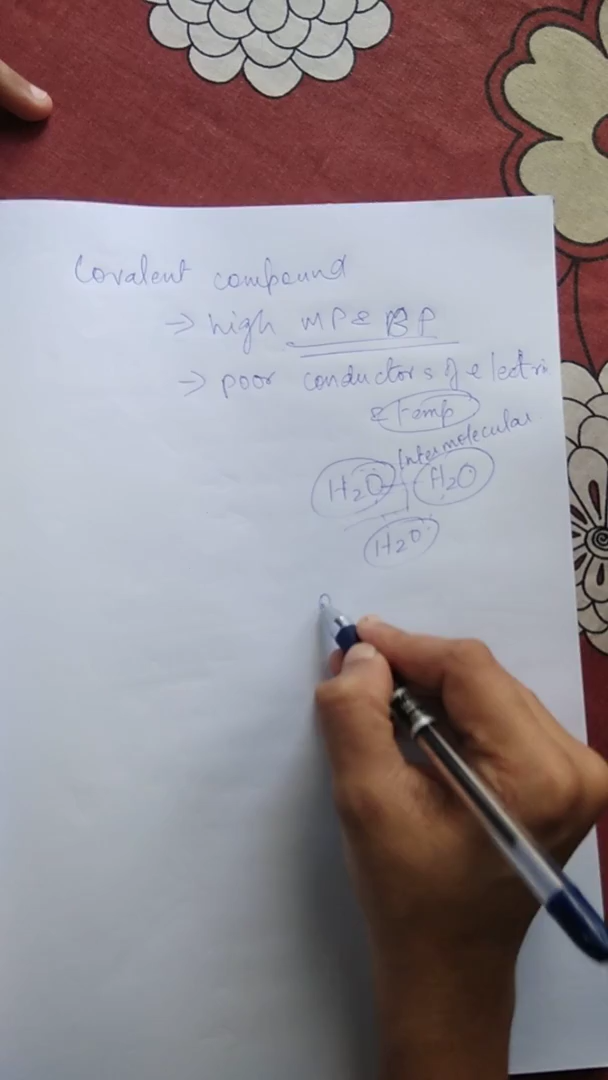 Covalent compound
→ high MP & BP
→ poor conductors of electri
& temp
Intermolecular
H2O H2O
H2O